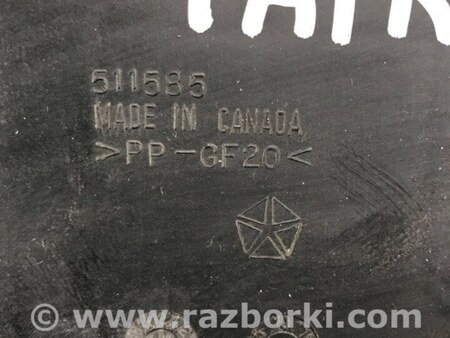 511585
MADE IN CANADA
>PP-GF20<
© www.razborki.com